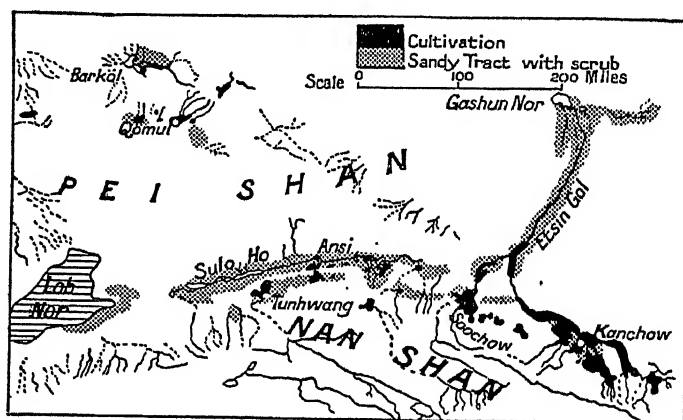 Cultivation
Sandy Tract with scrub
Scale 0 100 200 Miles
Gashun Nor
Barköl
Qomul
PEI SHAN
Etsin Gol
Sulo Ho
Ansi
Lob
Nor
Tunhwang
Soochow
Kanchow
NAN SHAN